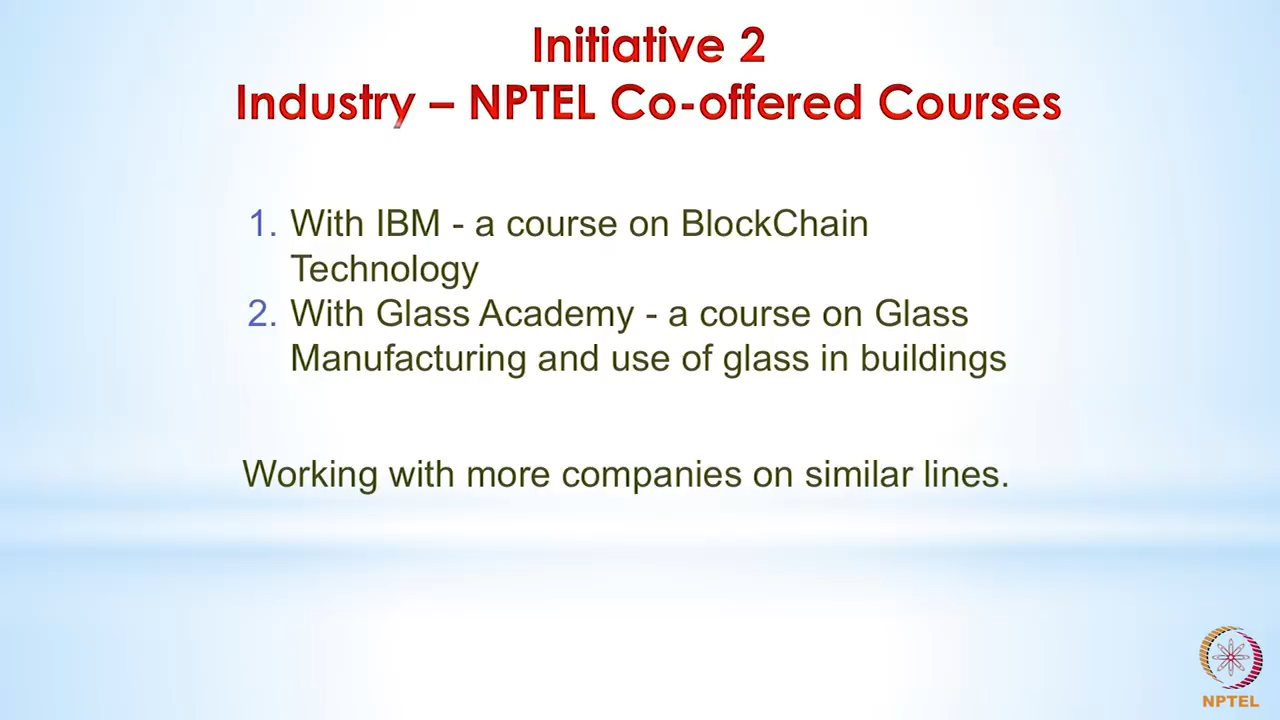 Initiative 2
Industry – NPTEL Co-offered Courses
1. With IBM - a course on BlockChain
Technology
2. With Glass Academy - a course on Glass
Manufacturing and use of glass in buildings
Working with more companies on similar lines.
NPTEL